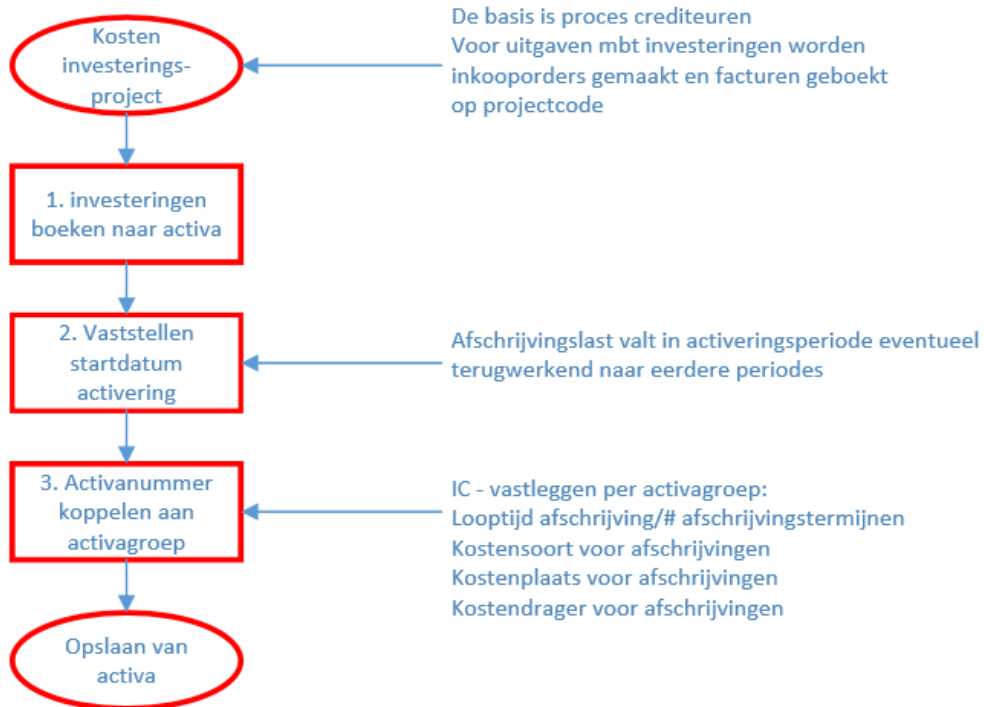 Kosten
investerings-
project
De basis is proces crediteuren
Voor uitgaven mbt investeringen worden
inkooporders gemaakt en facturen geboekt
op projectcode
1. investeringen
boeken naar activa
2. Vaststellen
startdatum
activering
Afschrijvingslast valt in activeringsperiode eventueel
terugwerkend naar eerdere periodes
3. Activanummer
koppelen aan
activagroep
IC - vastleggen per activagroep:
Looptijd afschrijving/# afschrijvingstermijnen
Kostensoort voor afschrijvingen
Kostenplaats voor afschrijvingen
Kostendrager voor afschrijvingen
Opslaan van
activa